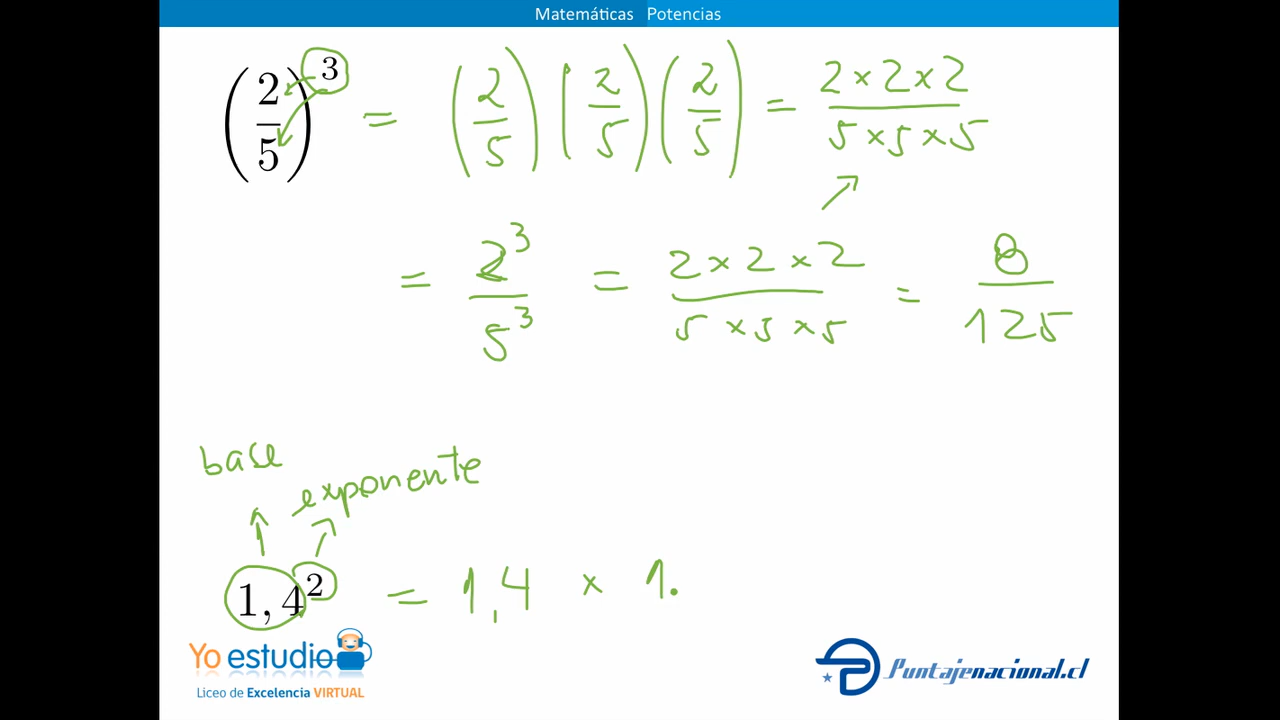 Matemáticas Potencias
(2/5)^3 = (2/5) (2/5) (2/5) = 2 × 2 × 2 / 5 × 5 × 5
= 2^3 / 5^3 = 2 × 2 × 2 / 5 × 5 × 5 = 8 / 125
base
exponente
1,4^2 = 1,4 × 1.
Yo estudio
Liceo de Excelencia VIRTUAL
Puntajenacional.cl